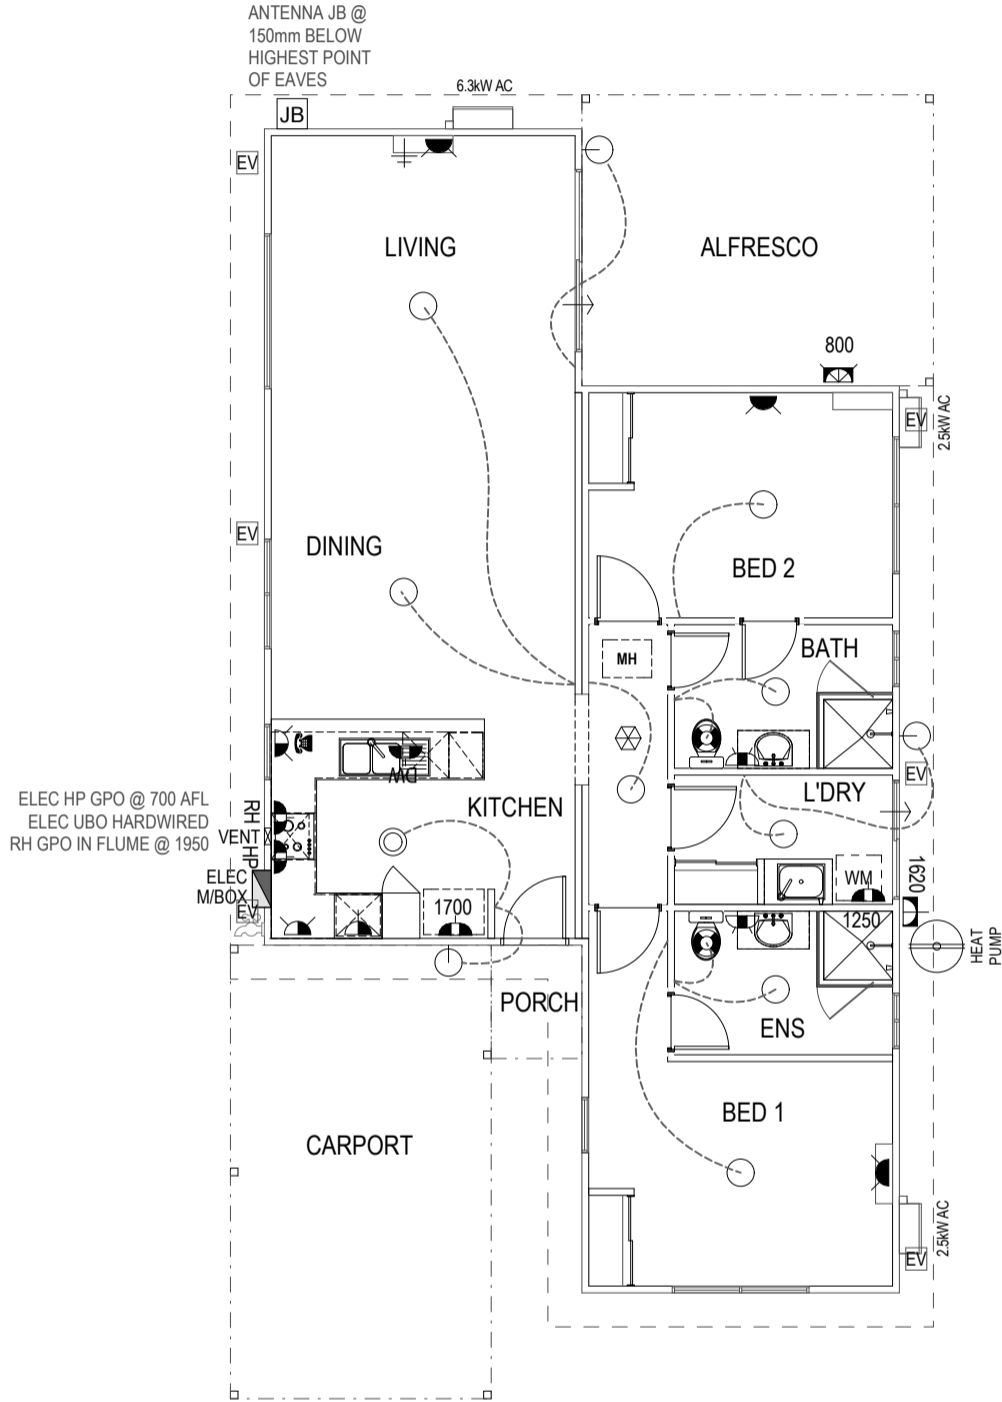 ANTENNA JB @
150mm BELOW
HIGHEST POINT
OF EAVES
6.3kW AC
JB
EV
LIVING
ALFRESCO
800
EV
2.5kW AC
EV
DINING
BED 2
BATH
MH
DW
EV
L'DRY
KITCHEN
ELEC HP GPO @ 700 AFL
ELEC UBO HARDWIRED
RH GPO IN FLUME @ 1950
RH
VENT
HP
ELEC
M/BOX
EV
1700
WM
1620
1250
HEAT
PUMP
PORCH
ENS
BED 1
CARPORT
2.5kW AC
EV